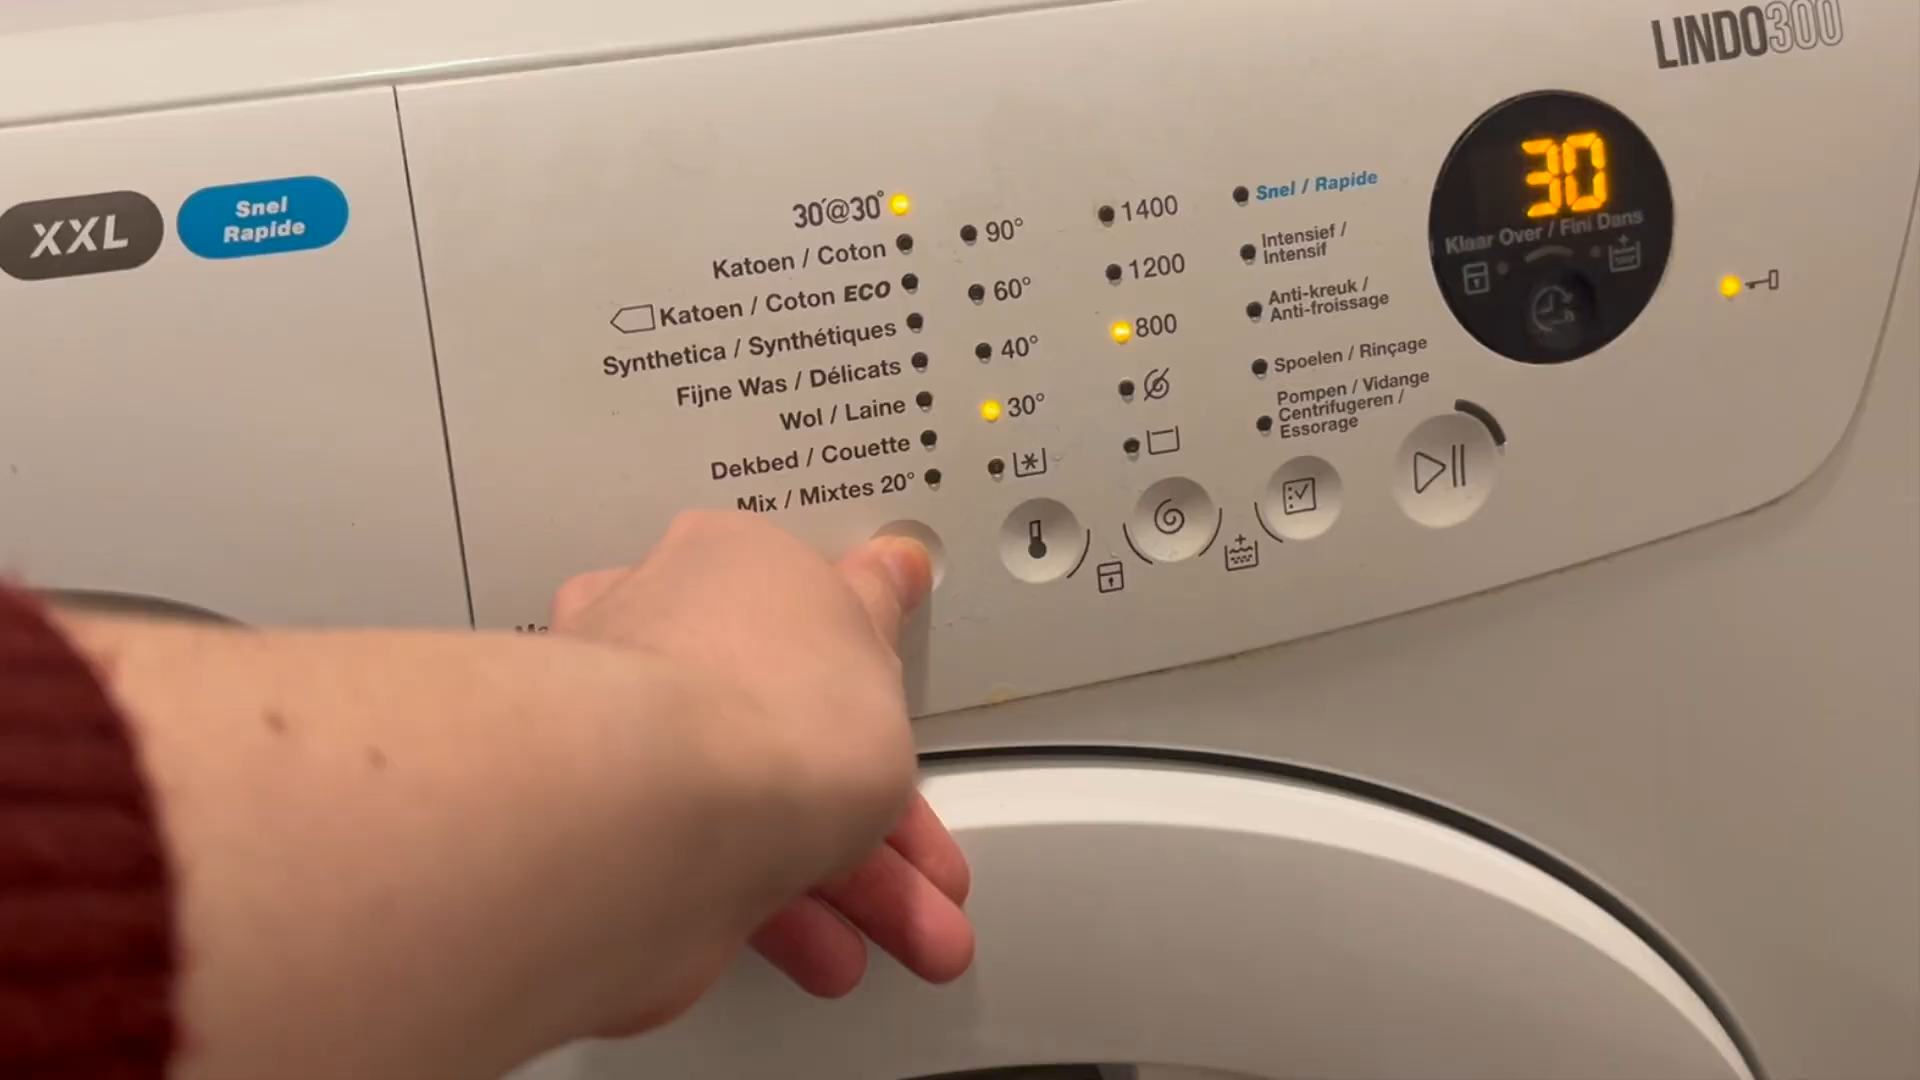 LINDO300
XXL
Snel
Rapide
30'@30°
Katoen / Coton
Katoen / Coton ECO
Synthetica / Synthétiques
Fijne Was / Délicats
Wol / Laine
Dekbed / Couette
Mix / Mixtes 20°
90°
60°
40°
30°
1400
1200
800
Snel / Rapide
Intensief /
Intensif
Anti-kreuk /
Anti-froissage
Spoelen / Rinçage
Pompen / Vidange
Centrifugeren /
Essorage
30
Klaar Over / Fini Dans